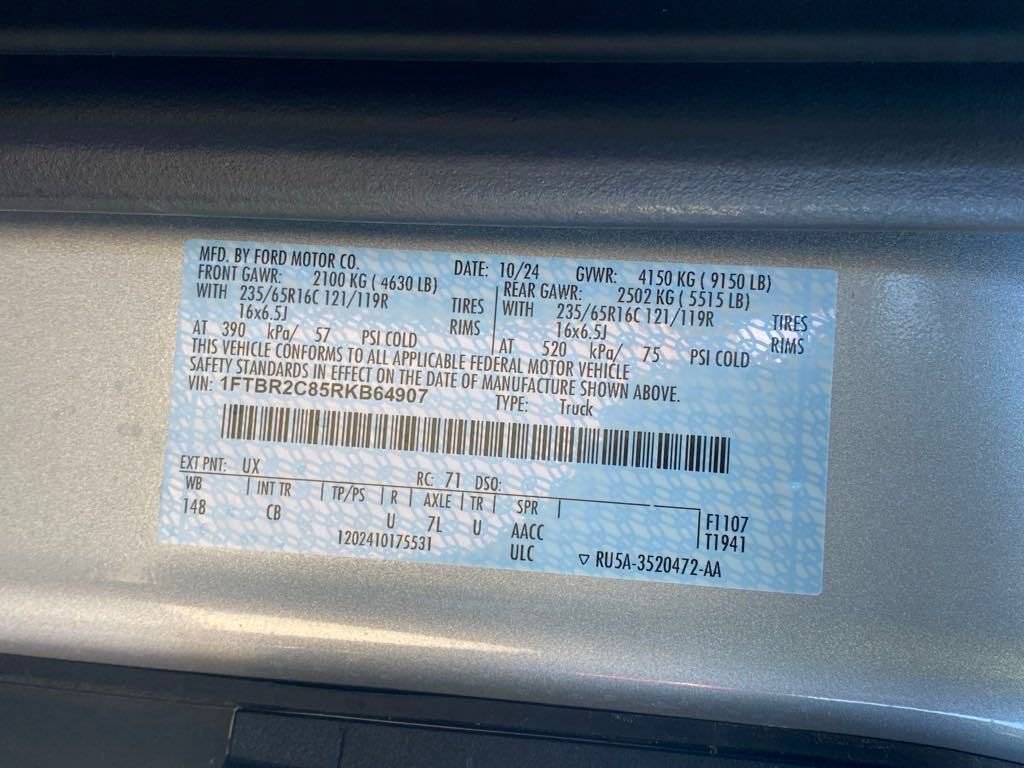 MFD. BY FORD MOTOR CO. DATE: 10/24 GVWR: 4150 KG ( 9150 LB)
FRONT GAWR: 2100 KG ( 4630 LB) REAR GAWR: 2502 KG ( 5515 LB)
WITH 235/65R16C 121/119R TIRES WITH 235/65R16C 121/119R TIRES
16x6.5J RIMS 16x6.5J RIMS
AT 390 kPa/ 57 PSI COLD AT 520 kPa/ 75 PSI COLD
THIS VEHICLE CONFORMS TO ALL APPLICABLE FEDERAL MOTOR VEHICLE
SAFETY STANDARDS IN EFFECT ON THE DATE OF MANUFACTURE SHOWN ABOVE.
VIN: 1FTBR2C85RKB64907 TYPE: Truck
EXT PNT: UX RC: 71 DSO:
WB INT TR TP/PS R AXLE TR SPR
148 CB U 7L U AACC F1107
1202410175531 ULC T1941
RU5A-3520472-AA